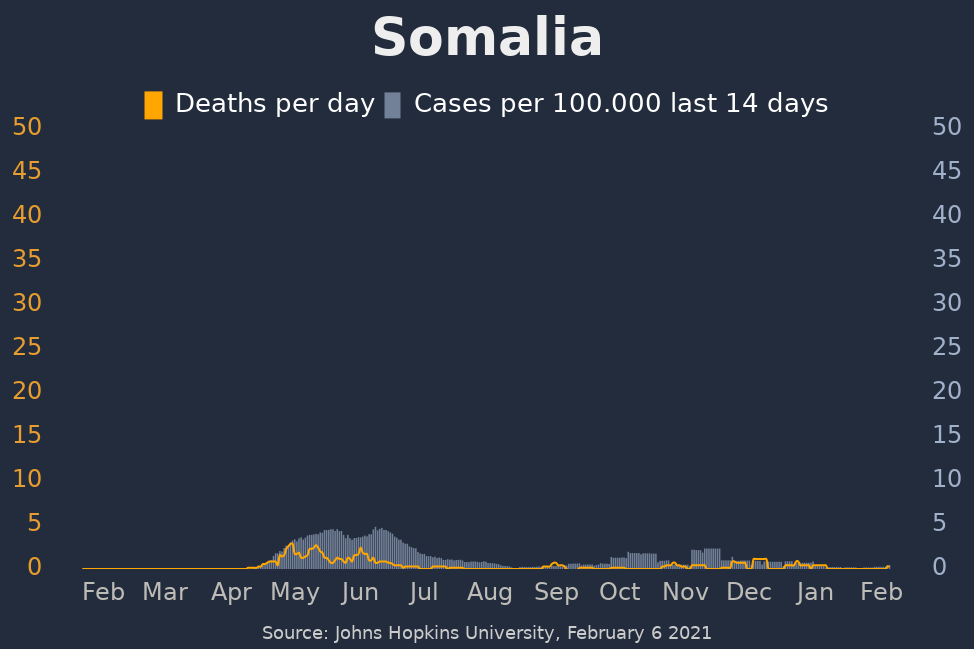 Somalia
Deaths per day Cases per 100.000 last 14 days
50 50
45 45
40 40
35 35
30 30
25 25
20 20
15 15
10 10
5 5
0 0
Feb Mar Apr May Jun Jul Aug Sep Oct Nov Dec Jan Feb
Source: Johns Hopkins University, February 6 2021